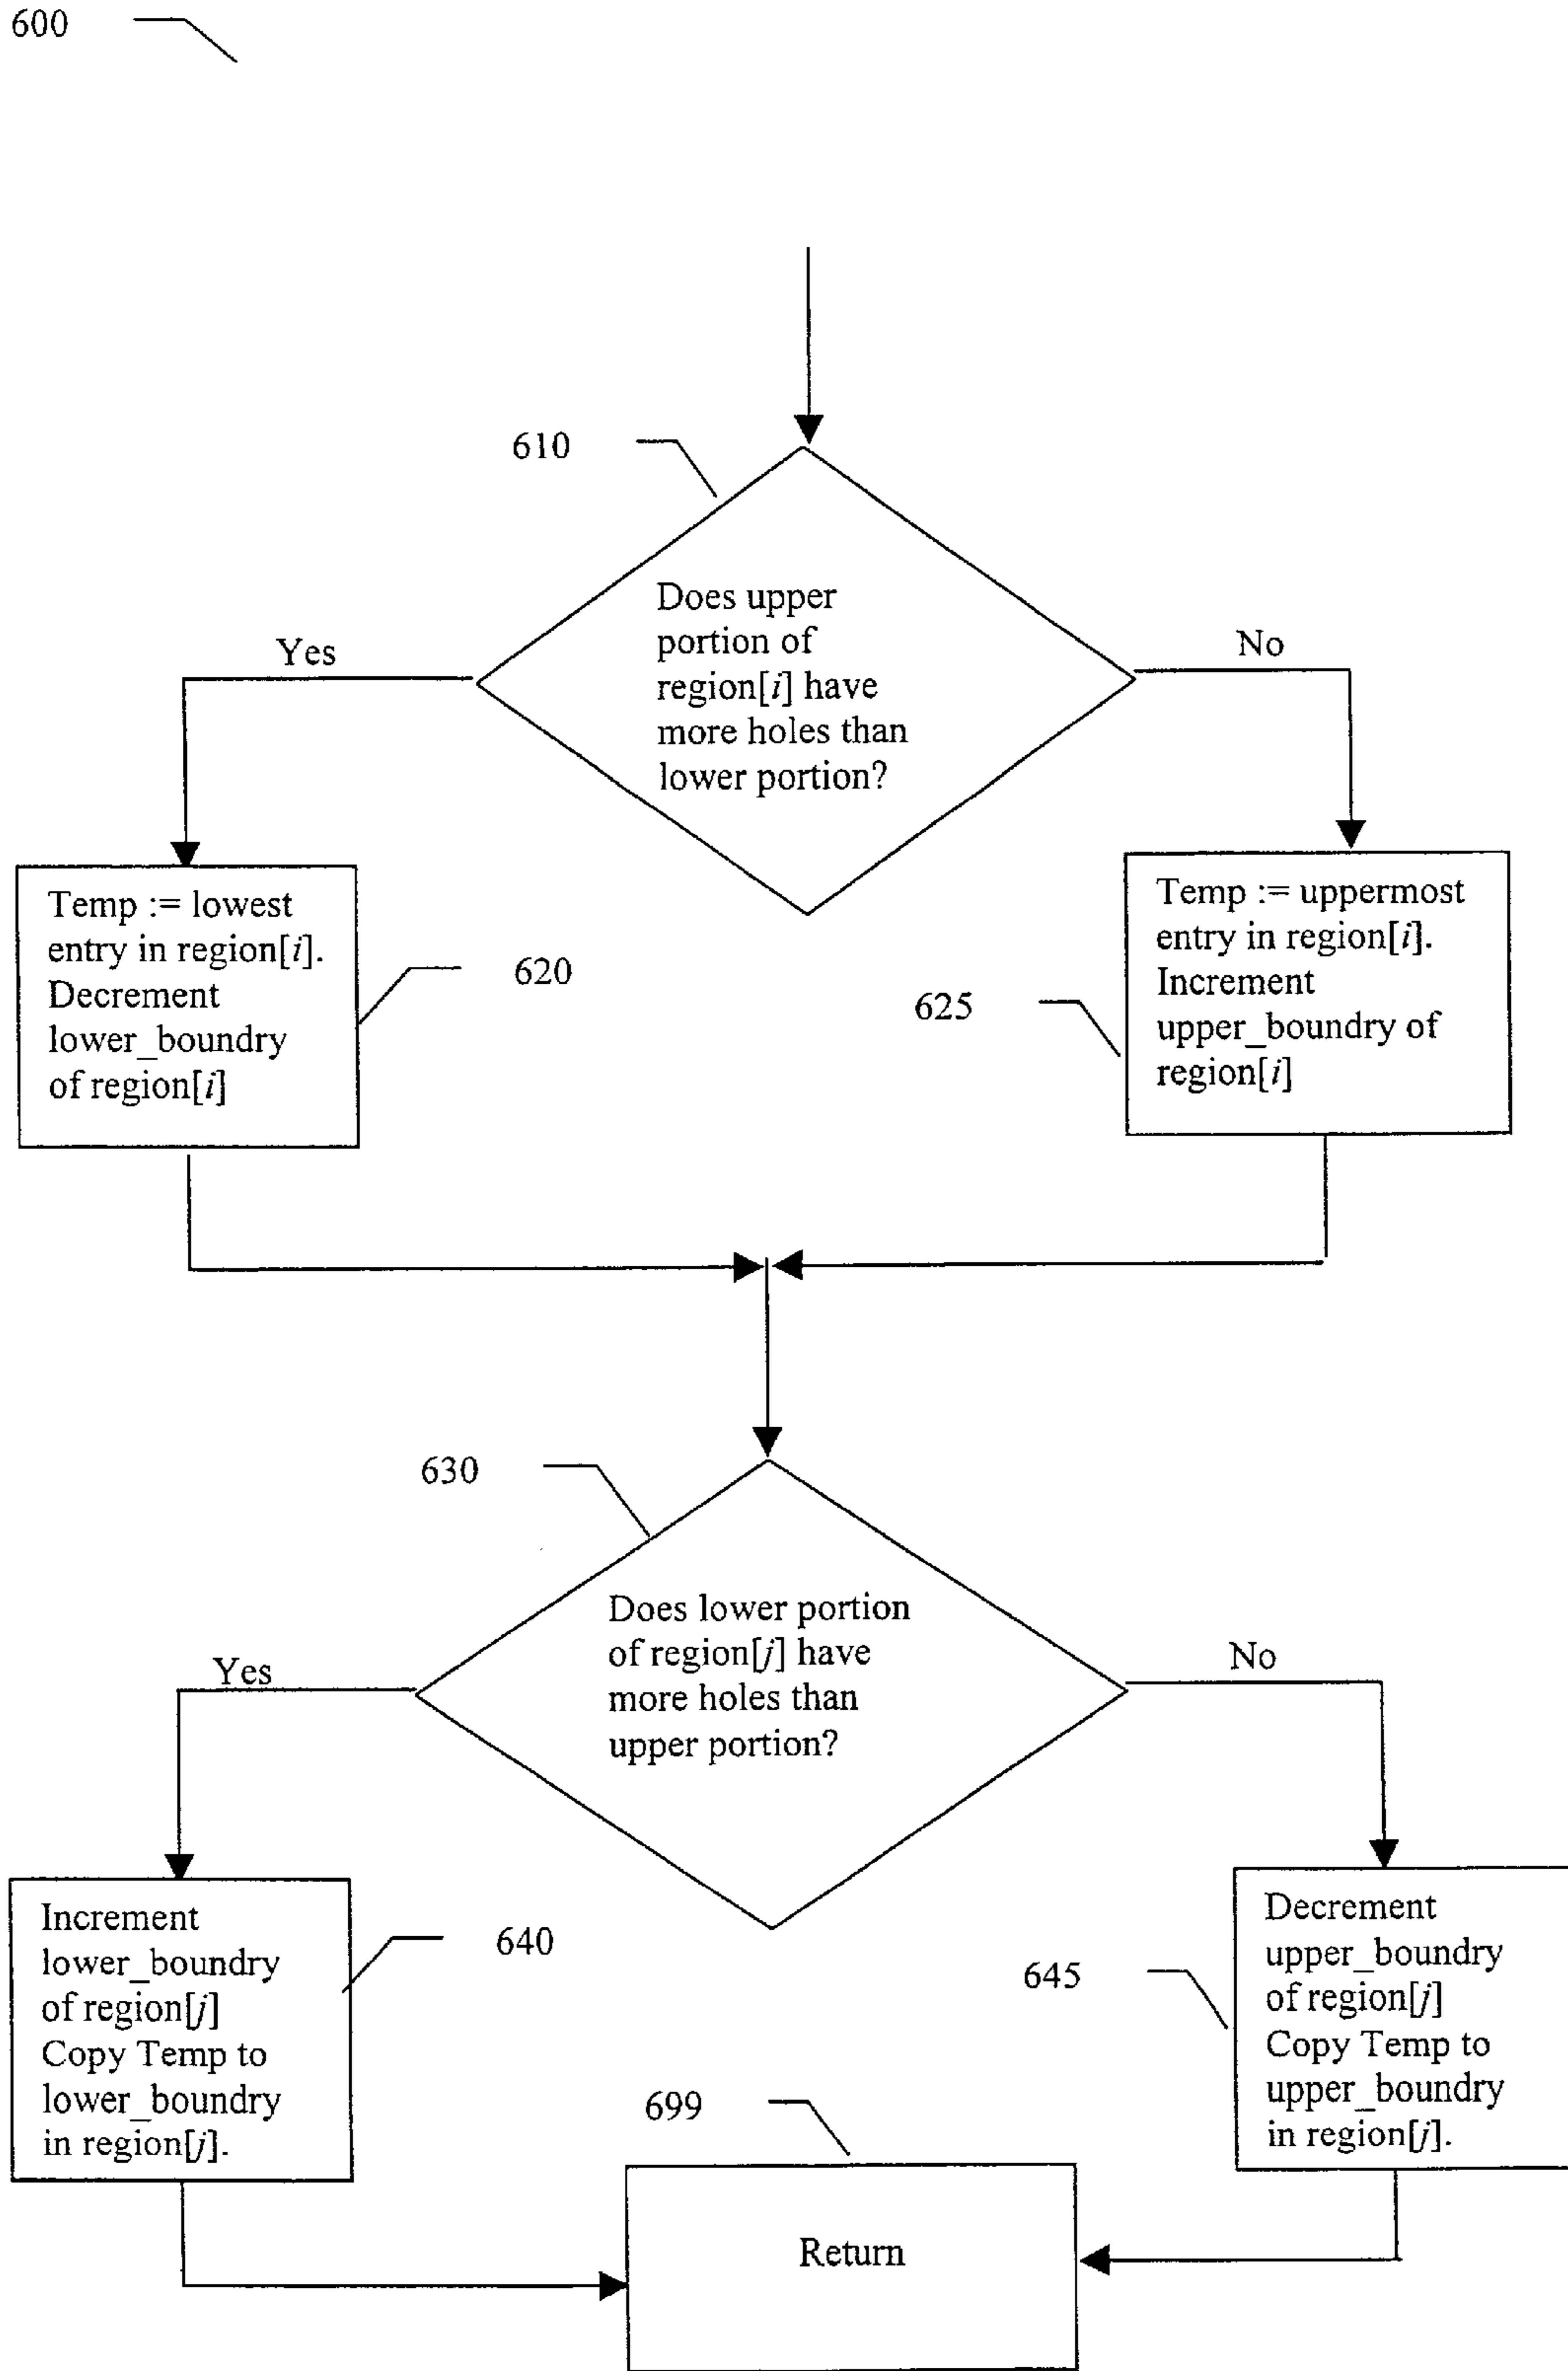 600
610
Does upper
portion of
region[i] have
more holes than
lower portion?
Yes
No
Temp := lowest
entry in region[i].
Decrement
lower_boundry
of region[i]
620
625
Temp := uppermost
entry in region[i].
Increment
upper_boundry of
region[i]
630
Does lower portion
of region[j] have
more holes than
upper portion?
Yes
No
Increment
lower_boundry
of region[j]
Copy Temp to
lower_boundry
in region[j].
640
645
Decrement
upper_boundry
of region[j]
Copy Temp to
upper_boundry
in region[j].
699
Return